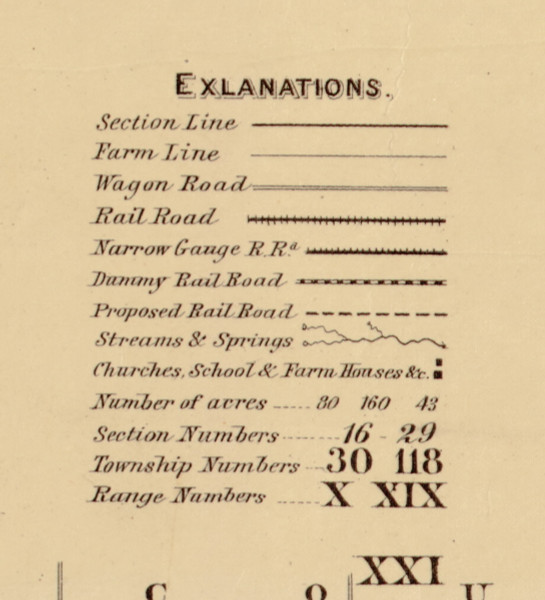 EXLANATIONS.
Section Line
Farm Line
Wagon Road
Rail Road
Narrow Gange R.Rd
Dammy Rail Road
Proposed Rail Road
Streams & Springs
Churches, School & Farm Houses &c.
Number of acres ..... 80 160 43
Section Numbers ------ 16 - 29
Township Numbers --- 30 118
Range Numbers ------ X XIX
XXI
C O U